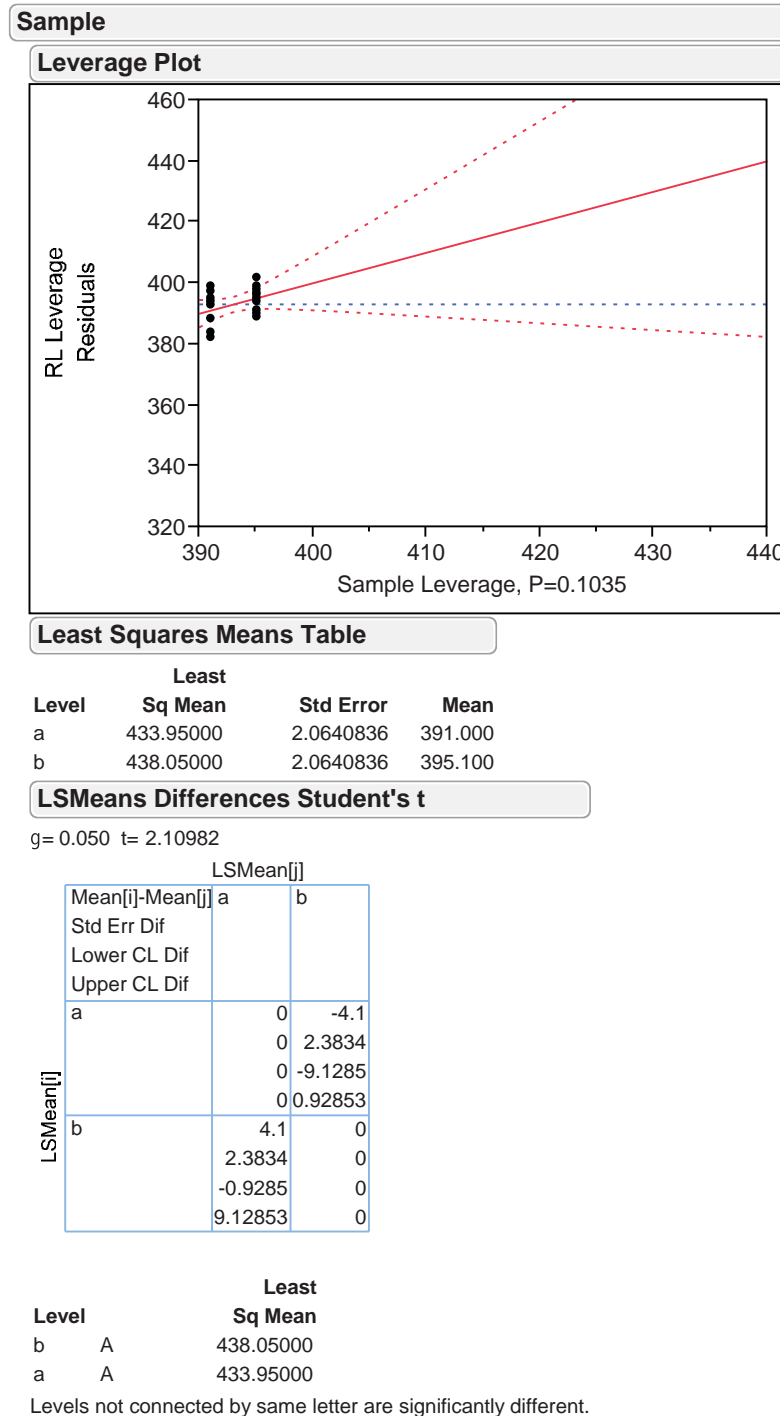 Sample
Leverage Plot
460
440
420
400
380
360
340
320
RL Leverage
Residuals
390 400 410 420 430 440
Sample Leverage, P=0.1035
Least Squares Means Table
Least
Level Sq Mean Std Error Mean
a 433.95000 2.0640836 391.000
b 438.05000 2.0640836 395.100
LSMeans Differences Student's t
g= 0.050 t= 2.10982
LSMean[j]
Mean[i]-Mean[j] a b
Std Err Dif
Lower CL Dif
Upper CL Dif
LSMean[i]
a 0 -4.1
0 2.3834
0 -9.1285
0 0.92853
b 4.1 0
2.3834 0
-0.9285 0
9.12853 0
Least
Level Sq Mean
b A 438.05000
a A 433.95000
Levels not connected by same letter are significantly different.